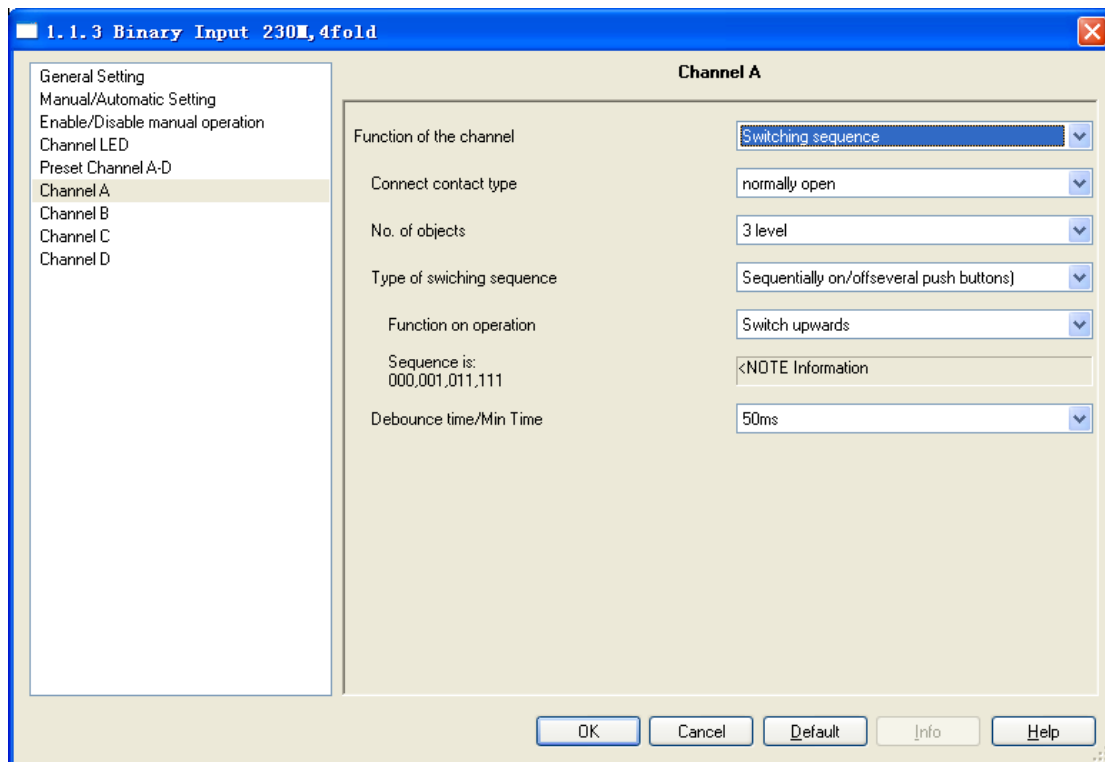 1.1.3 Binary Input 230M,4fold
General Setting
Manual/Automatic Setting
Enable/Disable manual operation
Channel LED
Preset Channel A-D
Channel A
Channel B
Channel C
Channel D
Channel A
Function of the channel
Switching sequence
Connect contact type
normally open
No. of objects
3 level
Type of swiching sequence
Sequentially on/offseveral push buttons)
Function on operation
Switch upwards
Sequence is:
000,001,011,111
<NOTE Information
Debounce time/Min Time
50ms
OK
Cancel
Default
Info
Help